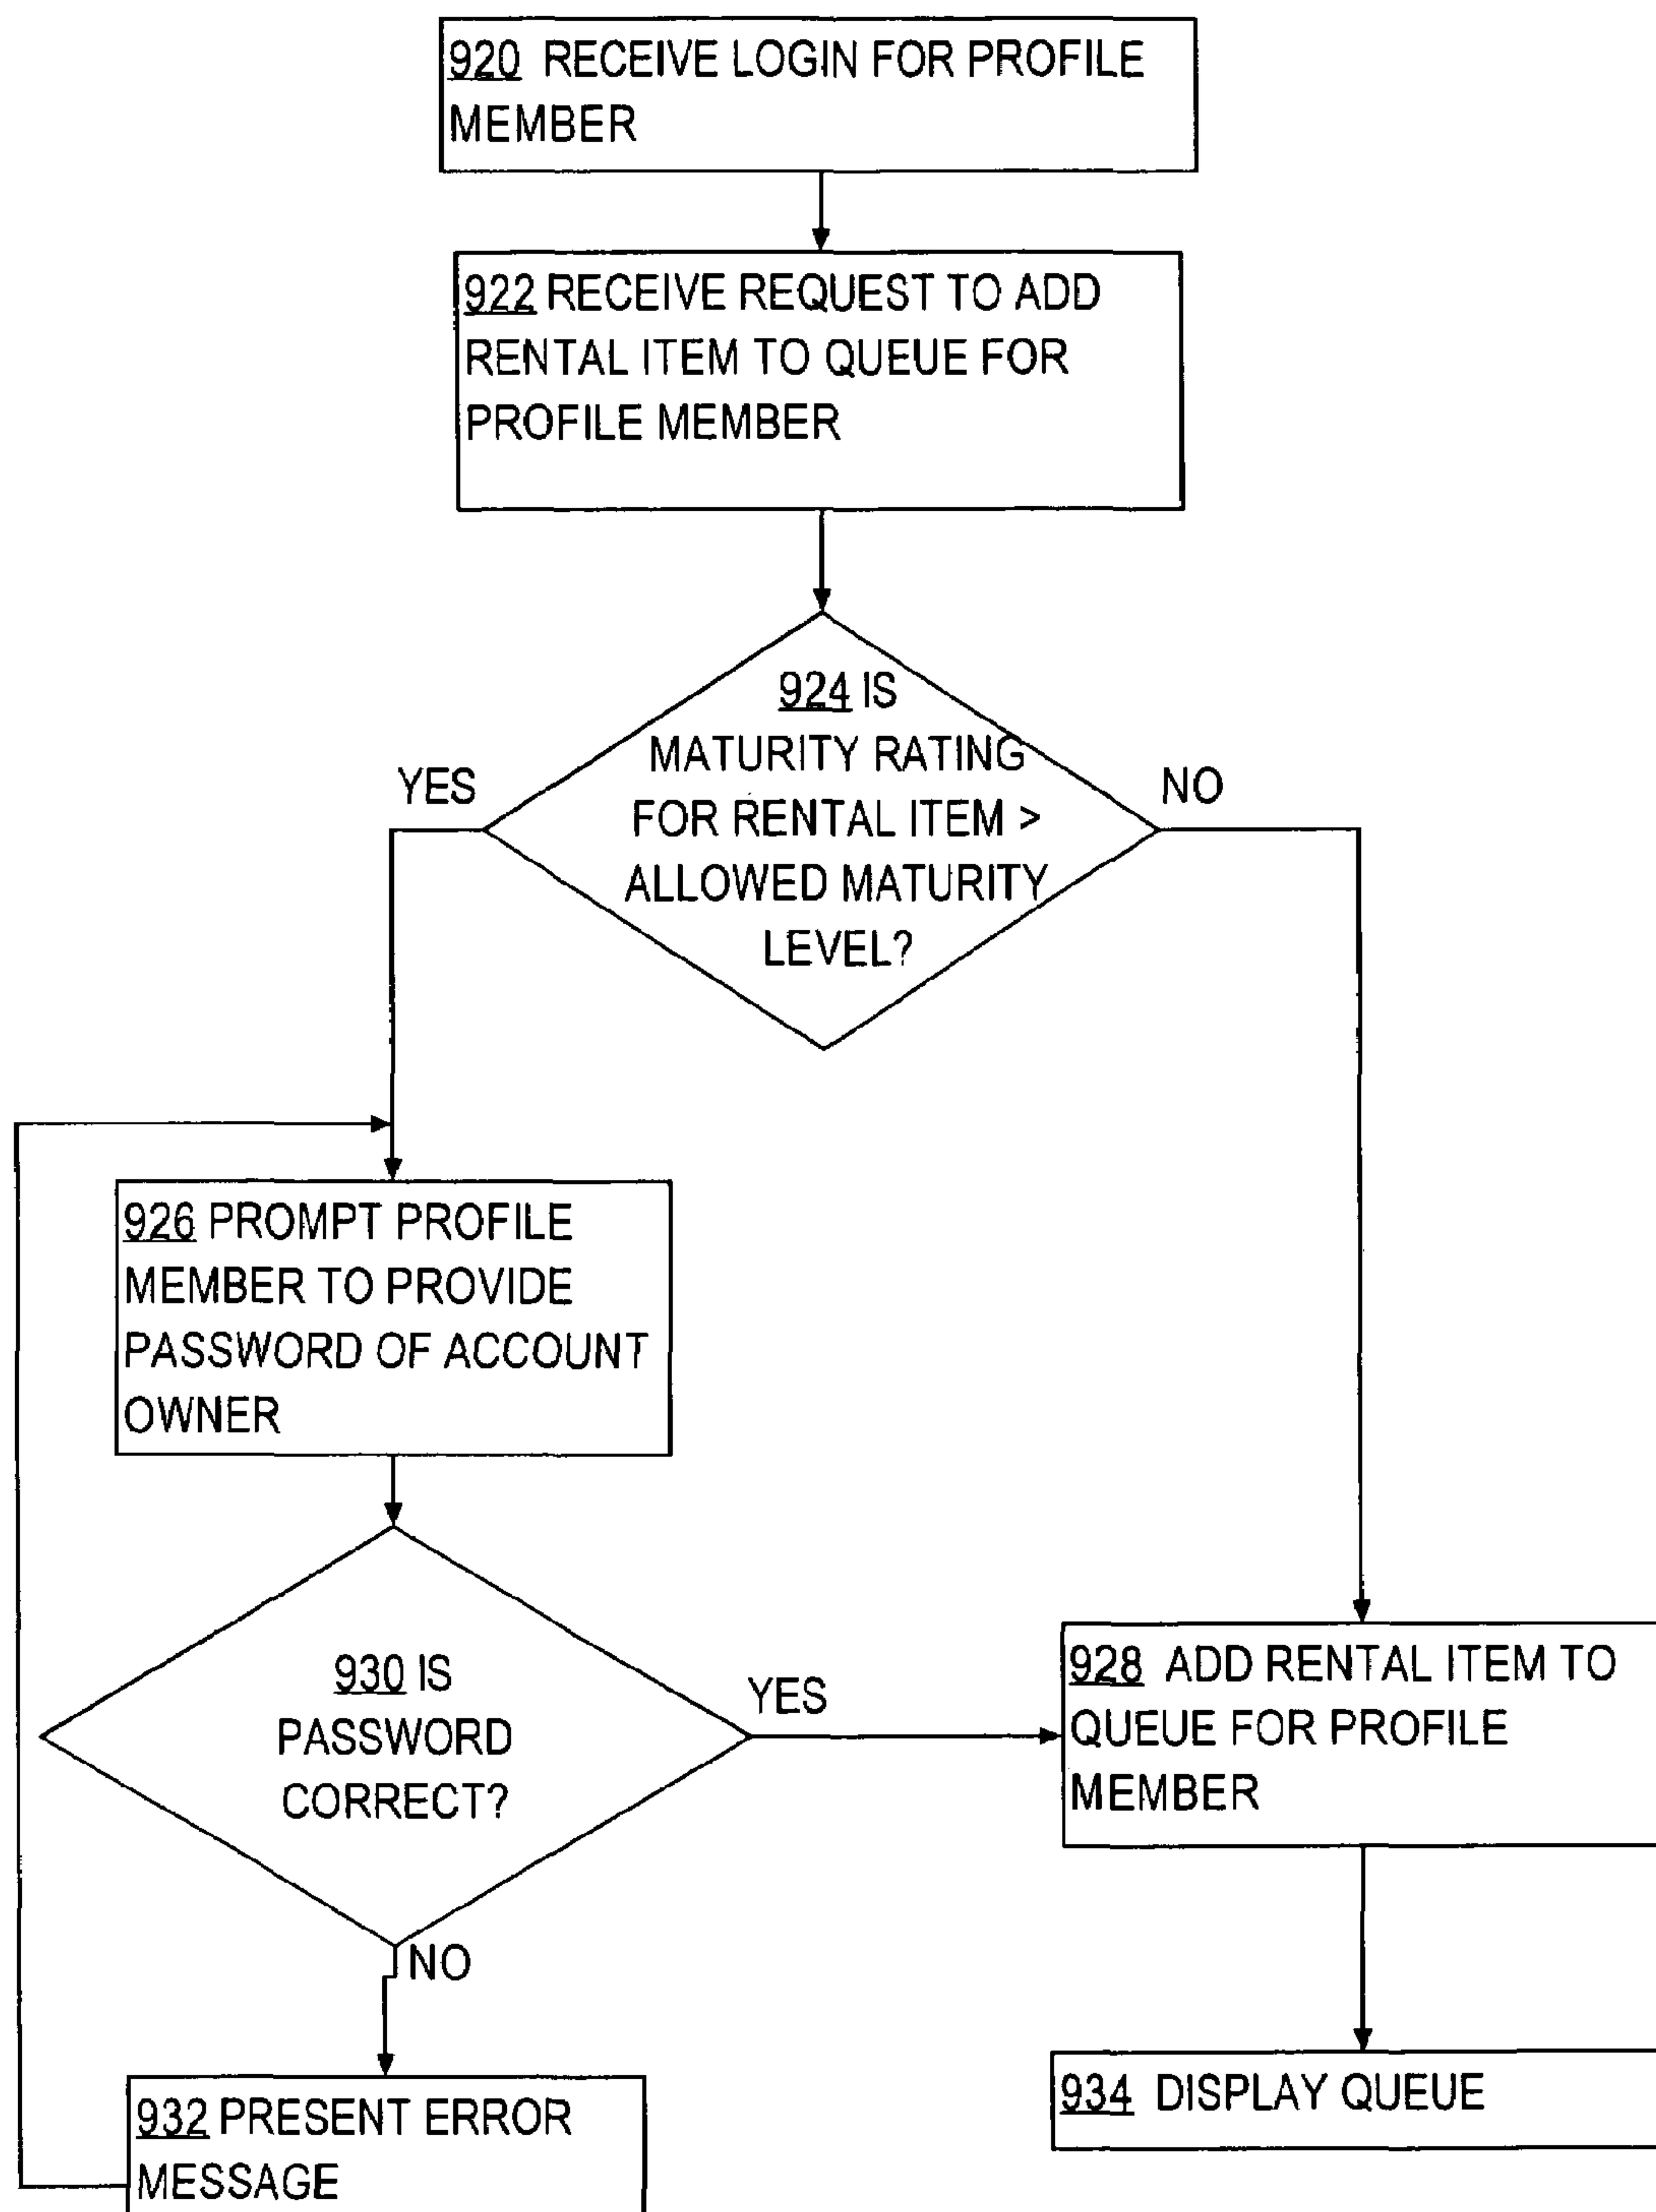 920 RECEIVE LOGIN FOR PROFILE
MEMBER
922 RECEIVE REQUEST TO ADD
RENTAL ITEM TO QUEUE FOR
PROFILE MEMBER
924 IS
MATURITY RATING
FOR RENTAL ITEM >
ALLOWED MATURITY
LEVEL?
YES
NO
926 PROMPT PROFILE
MEMBER TO PROVIDE
PASSWORD OF ACCOUNT
OWNER
930 IS
PASSWORD
CORRECT?
YES
NO
928 ADD RENTAL ITEM TO
QUEUE FOR PROFILE
MEMBER
932 PRESENT ERROR
MESSAGE
934 DISPLAY QUEUE